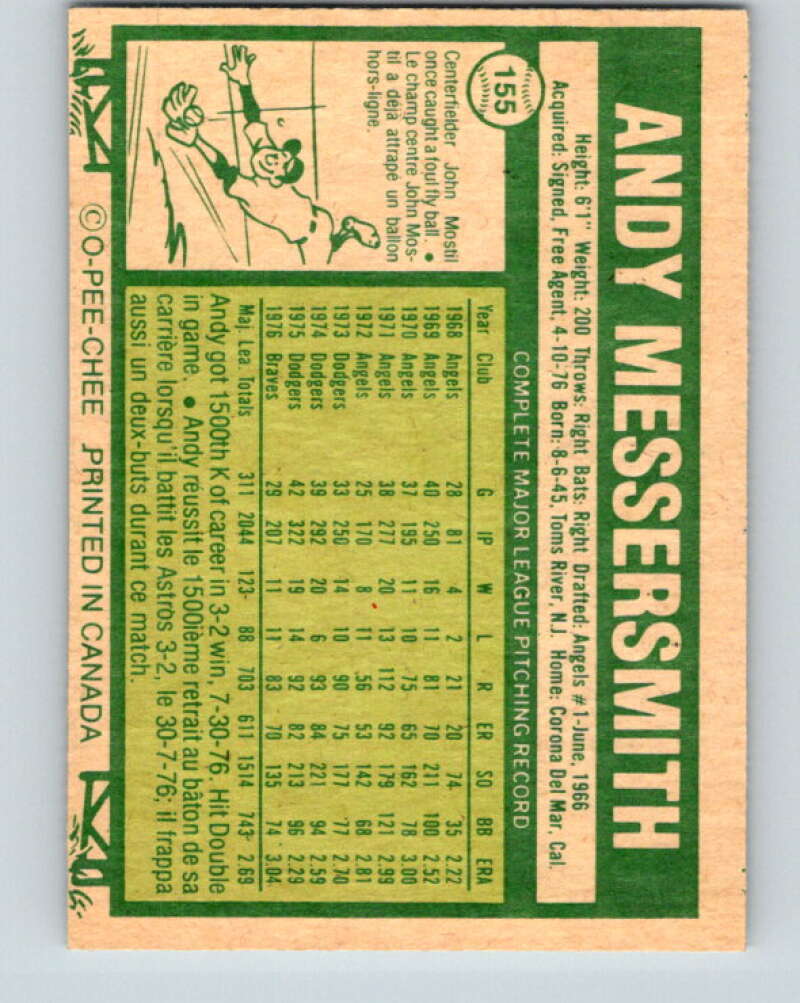 155
ANDY MESSERSMITH
Height: 6'1" Weight: 200 Throws: Right Bats: Right Drafted: Angels #1-June, 1966
Acquired: Signed, Free Agent, 4-10-76 Born: 8-6-45, Toms River, N.J. Home: Corona Del Mar, Cal.
COMPLETE MAJOR LEAGUE PITCHING RECORD
Centerfielder John Mostil
once caught a foul fly ball. •
Le champ centre John Mos-
til a déjà attrapé un ballon
hors-ligne.
Year Club G IP W L R ER SO BB ERA
1968 Angels 28 81 4 2 21 20 74 35 2.22
1969 Angels 40 250 16 11 81 70 211 100 2.52
1970 Angels 37 195 11 10 75 65 162 78 3.00
1971 Angels 38 277 20 13 112 92 179 121 2.99
1972 Angels 25 170 8 11 56 53 142 68 2.81
1973 Dodgers 33 250 14 10 90 75 177 77 2.70
1974 Dodgers 39 292 20 6 93 84 221 94 2.59
1975 Dodgers 42 322 19 14 92 82 213 96 2.29
1976 Braves 29 207 11 11 83 70 135 74 3.04
Maj. Lea. Totals 311 2044 123- 88 703 611 1514 743- 2.69
Andy got 1500th K of career in 3-2 win, 7-30-76. Hit Double
in game. • Andy réussit le 1500ième retrait au bâton de sa
carrière lorsqu'il battit les Astros 3-2, le 30-7-76; il frappa
aussi un deux-buts durant ce match.
©O-PEE-CHEE PRINTED IN CANADA